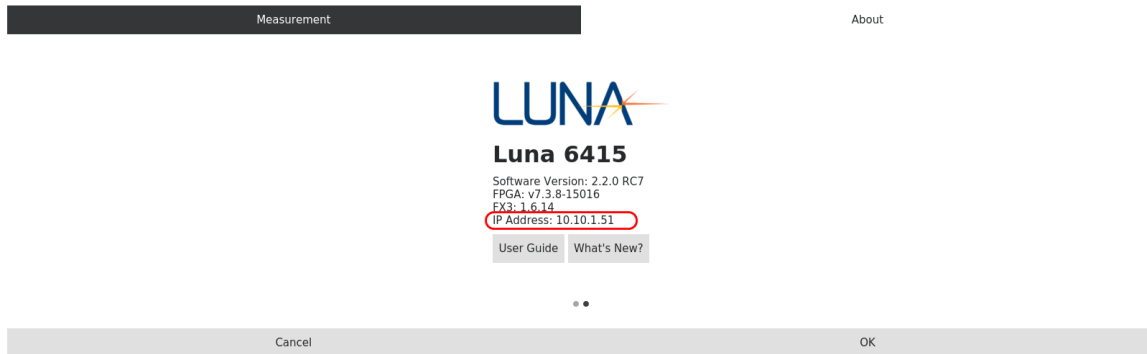 Measurement
About
LUNA
Luna 6415
Software Version: 2.2.0 RC7
FPGA: v7.3.8-15016
FX3: 1.6.14
IP Address: 10.10.1.51
User Guide
What's New?
Cancel
OK